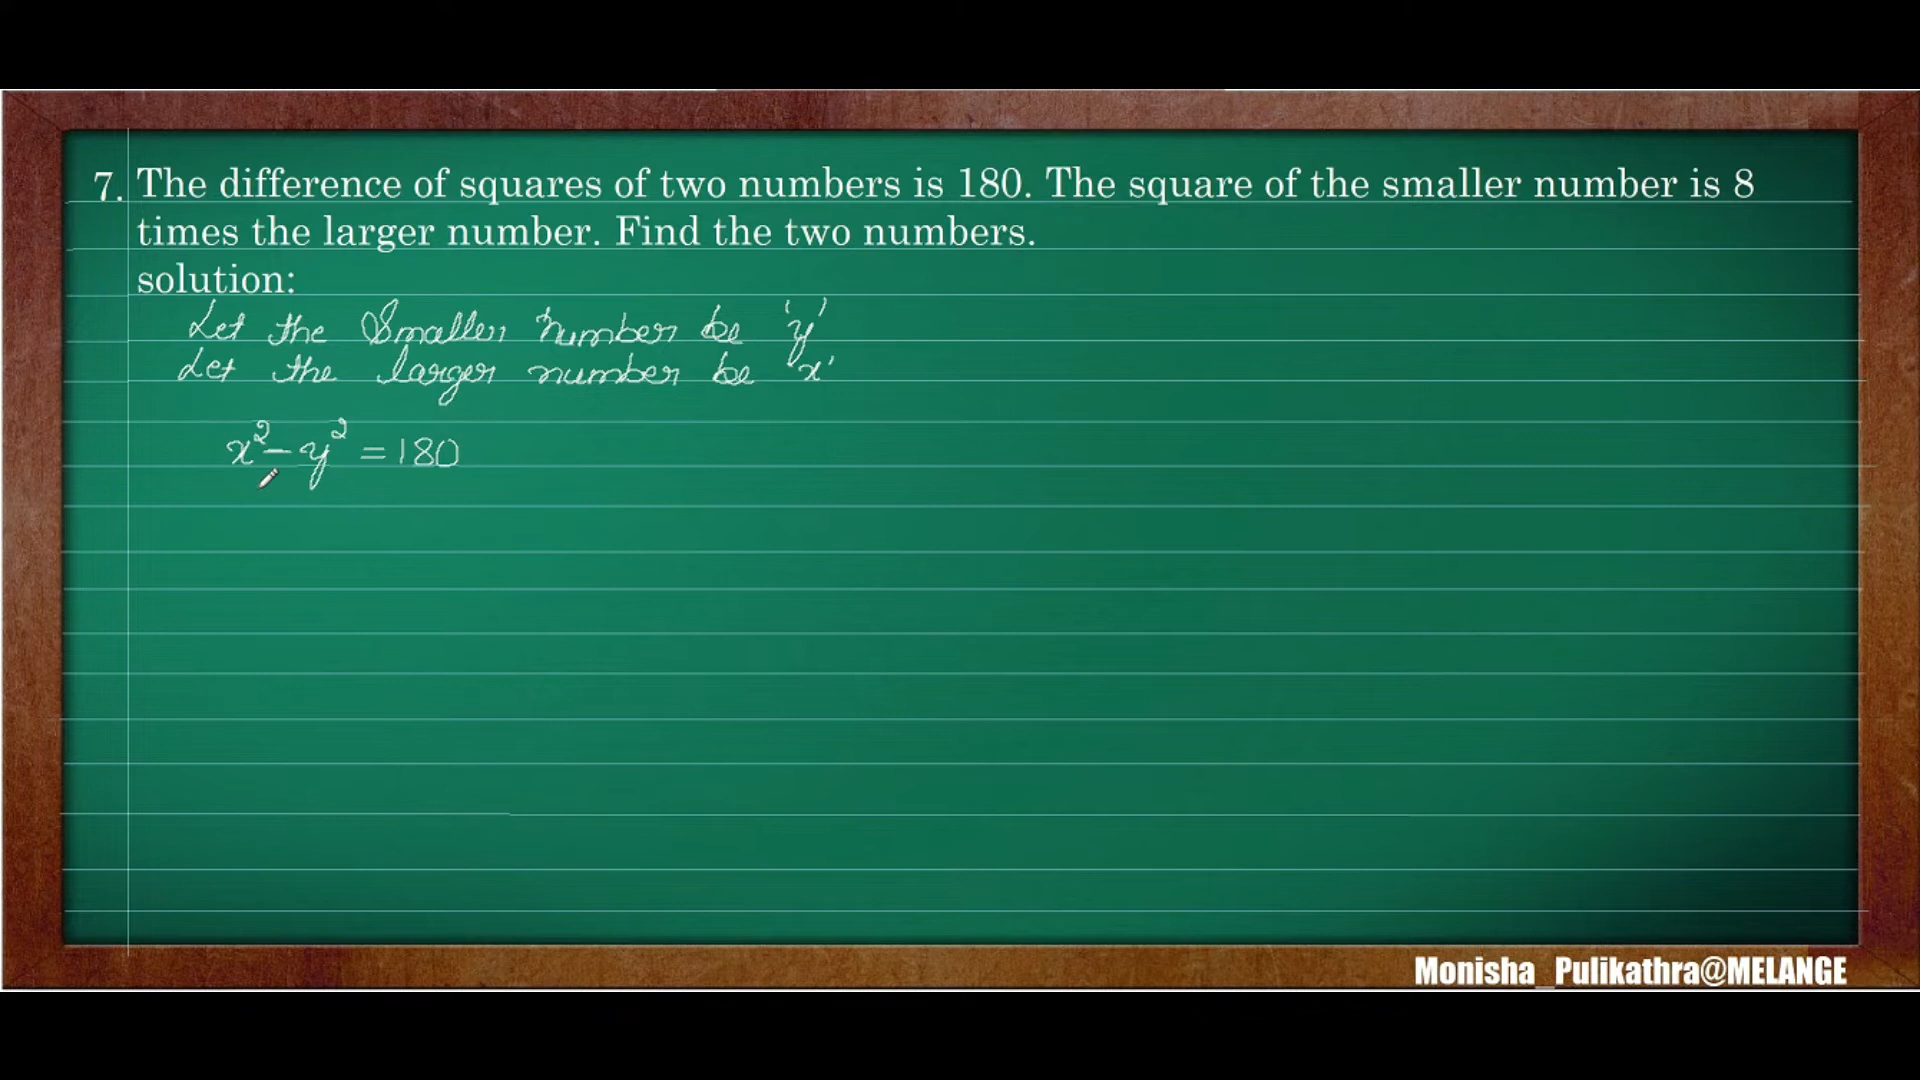 7. The difference of squares of two numbers is 180. The square of the smaller number is 8
times the larger number. Find the two numbers.
solution:
Let the Smaller number be 'y'
Let the larger number be 'x'
x² - y² = 180
Monisha_Pulikathra@MELANGE